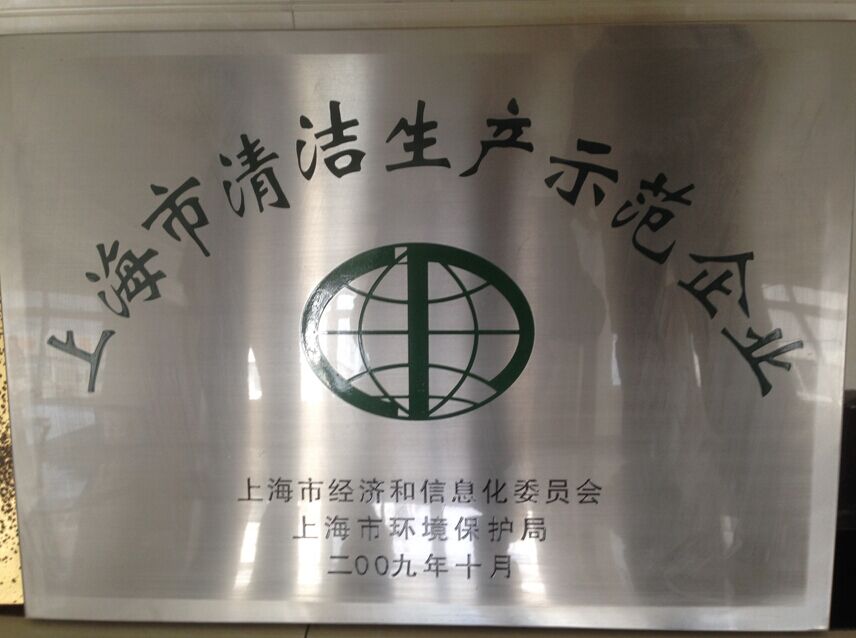 上海市清洁生产示范企业
上海市经济和信息化委员会
上海市环境保护局
二00九年十月